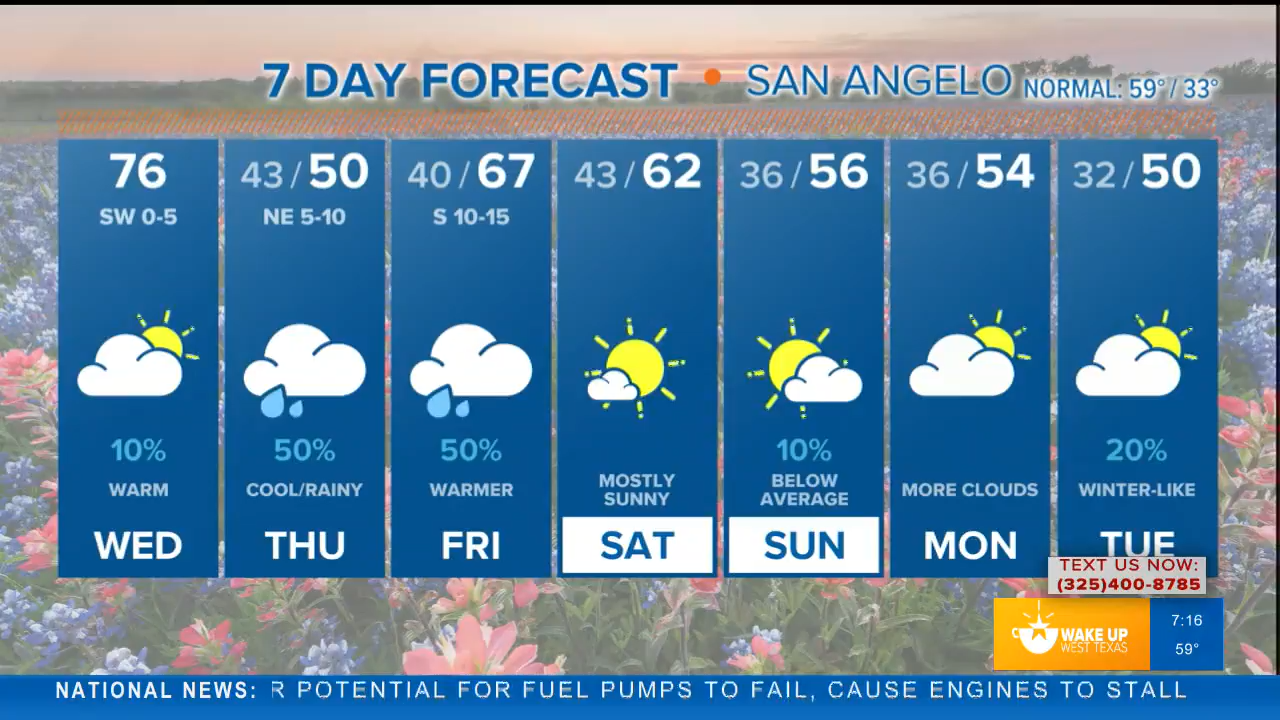 7 DAY FORECAST • SAN ANGELO NORMAL: 59°/ 33°
76
SW 0-5
10%
WARM
WED
43 / 50
NE 5-10
50%
COOL/RAINY
THU
40 / 67
S 10-15
50%
WARMER
FRI
43 / 62
MOSTLY
SUNNY
SAT
36 / 56
10%
BELOW
AVERAGE
SUN
36 / 54
MORE CLOUDS
MON
32 / 50
20%
WINTER-LIKE
TUE
TEXT US NOW:
(325)400-8785
WAKE UP
WEST TEXAS
7:16
59°
NATIONAL NEWS: R POTENTIAL FOR FUEL PUMPS TO FAIL, CAUSE ENGINES TO STALL